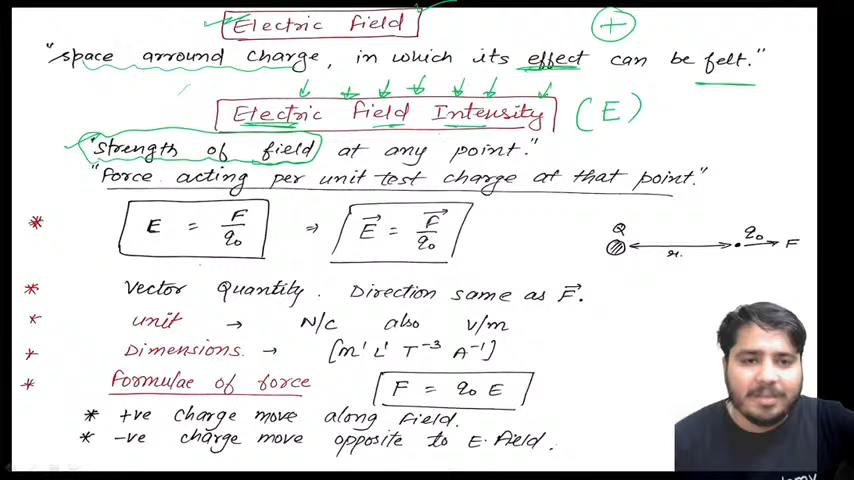 Electric Field
+
"space arround charge, in which its effect can be felt."
Electric Field Intensity (E)
"Strength of field at any point."
"Force acting per unit test charge at that point."
* E = F/q₀ ⇒ E⃗ = F⃗/q₀
Q q₀ F
r
* Vector Quantity. Direction same as F⃗.
* unit → N/C also V/m
* Dimensions → [M¹ L¹ T⁻³ A⁻¹]
* Formulae of force F = q₀ E
* +ve charge move along field.
* -ve charge move opposite to E. field.